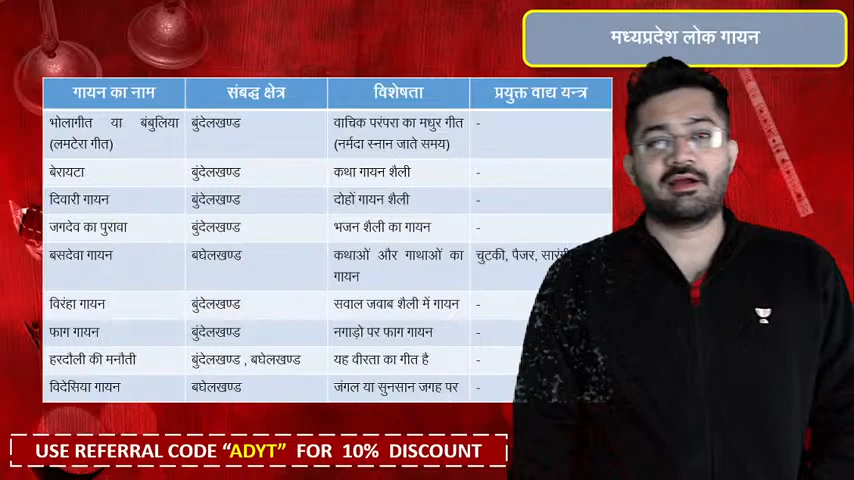 मध्यप्रदेश लोक गायन
गायन का नाम संबद्ध क्षेत्र विशेषता प्रयुक्त वाद्य यन्त्र
भोलागीत या बंबुलिया बुंदेलखण्ड वाचिक परंपरा का मधुर गीत -
(लमटेरा गीत) (नर्मदा स्नान जाते समय)
बेरायटा बुंदेलखण्ड कथा गायन शैली -
दिवारी गायन बुंदेलखण्ड दोहों गायन शैली -
जगदेव का पुरावा बुंदेलखण्ड भजन शैली का गायन -
बसदेवा गायन बघेलखण्ड कथाओं और गाथाओं का चुटकी, पैजर,
गायन
विरंहा गायन बुंदेलखण्ड सवाल जवाब शैली में गायन -
फाग गायन बुंदेलखण्ड नगाड़ो पर फाग गायन -
हरदौली की मनौती बुंदेलखण्ड , बघेलखण्ड यह वीरता का गीत है -
विदेसिया गायन बघेलखण्ड जंगल या सुनसान जगह पर -
USE REFERRAL CODE “ADYT” FOR 10% DISCOUNT